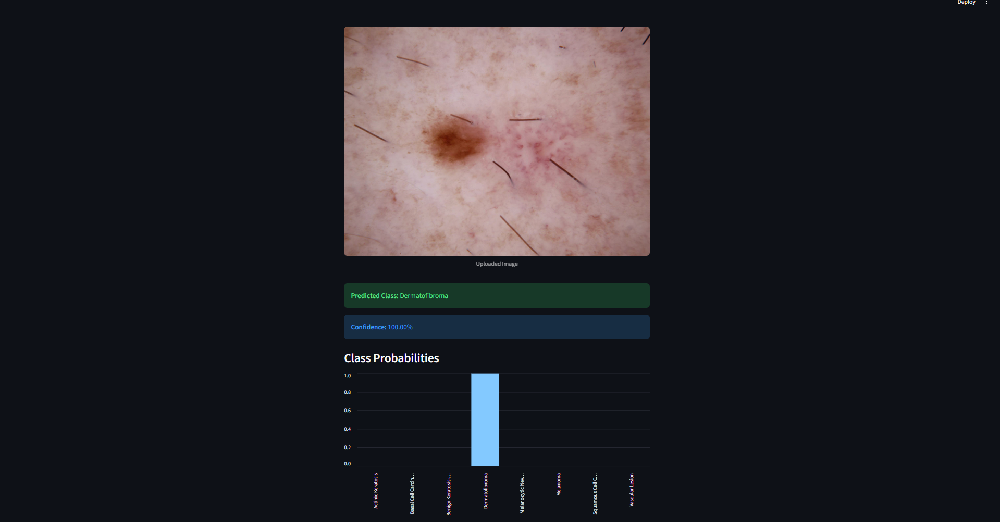 Deploy
Uploaded Image
Predicted Class: Dermatofibroma
Confidence: 100.00%
Class Probabilities
1.0
0.8
0.6
0.4
0.2
0.0
Actinic Keratosis
Basal Cell Carcin...
Benign Keratosis-...
Dermatofibroma
Melanocytic Nev...
Melanoma
Squamous Cell C...
Vascular Lesion